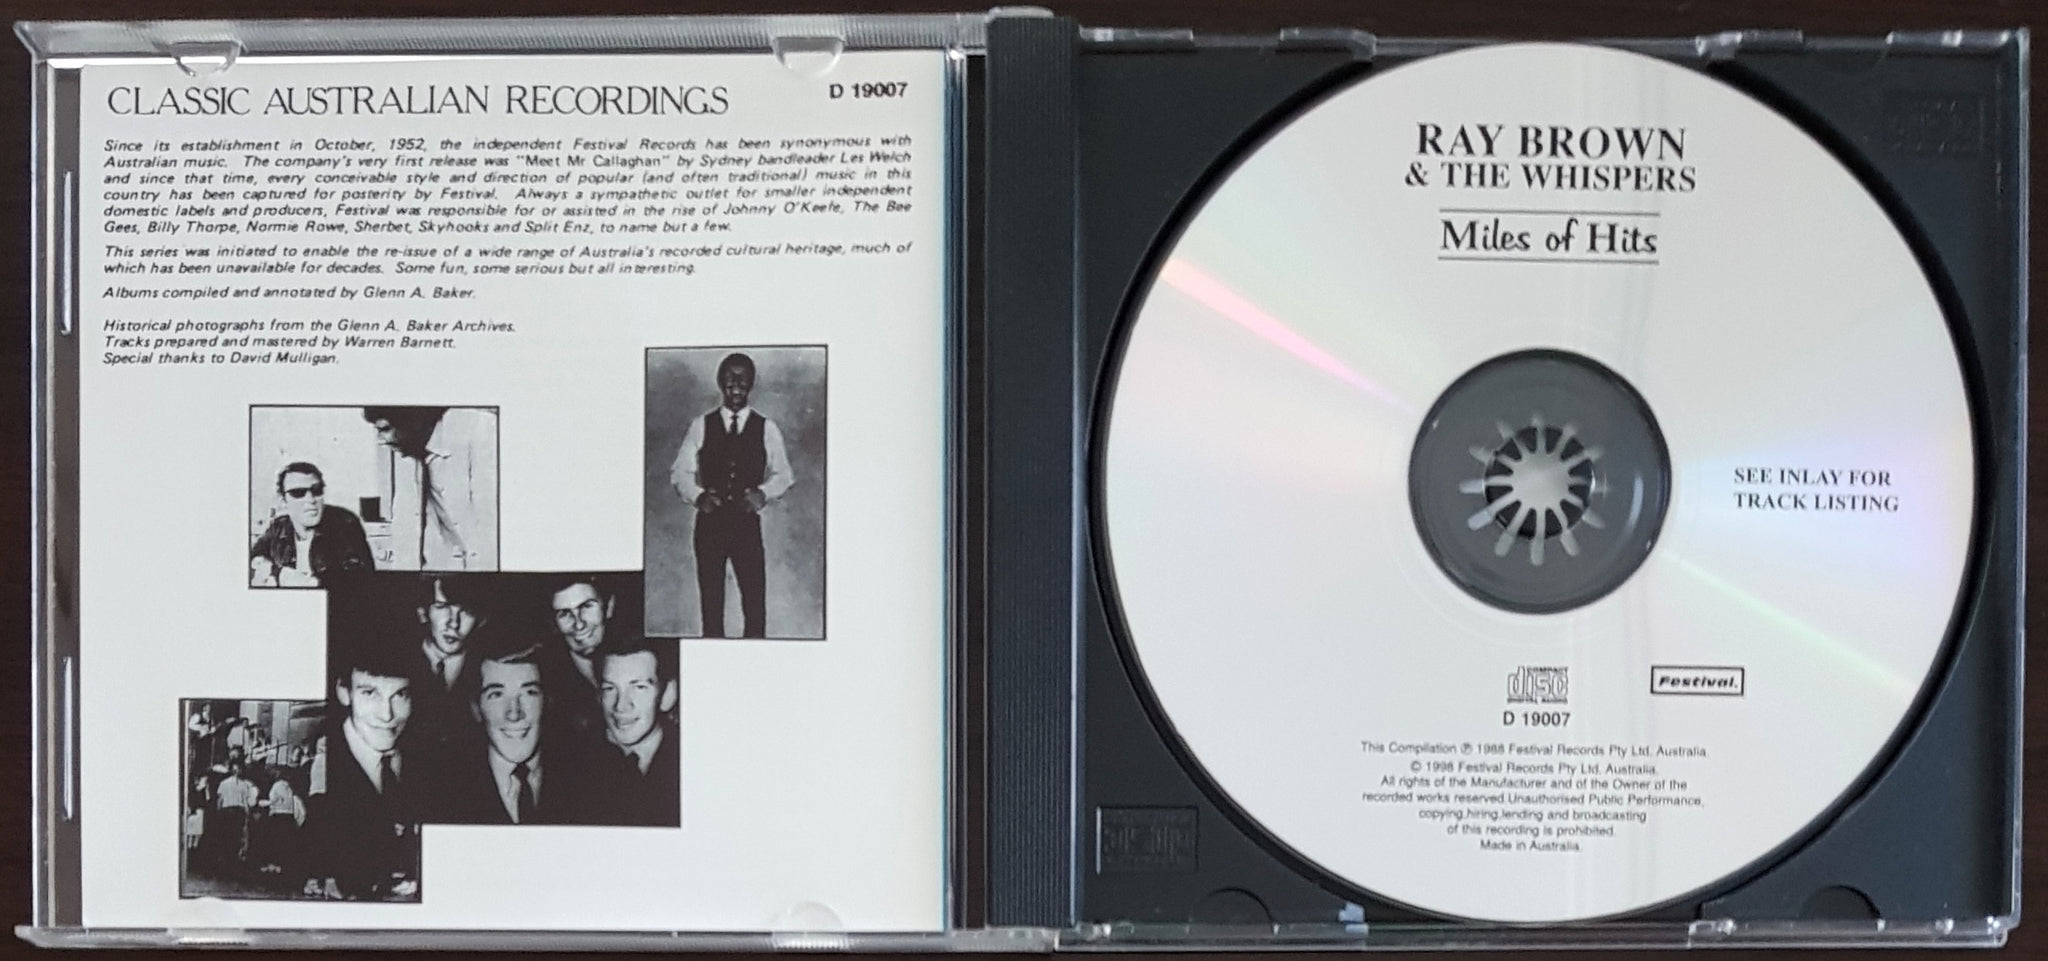 CLASSIC AUSTRALIAN RECORDINGS
D 19007
Since its establishment in October, 1952, the independent Festival Records has been synonymous with
Australian music. The company's very first release was "Meet Mr Callaghan" by Sydney bandleader Les Welch
and since that time, every conceivable style and direction of popular (and often traditional) music in this
country has been captured for posterity by Festival. Always a sympathetic outlet for smaller independent
domestic labels and producers, Festival was responsible for or assisted in the rise of Johnny O'Keefe, The Bee
Gees, Billy Thorpe, Normie Rowe, Sherbet, Skyhooks and Split Enz, to name but a few.
This series was initiated to enable the re-issue of a wide range of Australia's recorded cultural heritage, much of
which has been unavailable for decades. Some fun, some serious but all interesting.
Albums compiled and annotated by Glenn A. Baker.
Historical photographs from the Glenn A. Baker Archives.
Tracks prepared and mastered by Warren Barnett.
Special thanks to David Mulligan.
RAY BROWN
& THE WHISPERS
Miles of Hits
SEE INLAY FOR
TRACK LISTING
COMPACT
disc
DIGITAL AUDIO
Festival.
D 19007
This Compilation ℗ 1988 Festival Records Pty Ltd. Australia.
© 1998 Festival Records Pty Ltd. Australia.
All rights of the Manufacturer and of the Owner of the
recorded works reserved.Unauthorised Public Performance,
copying,hiring,lending and broadcasting
of this recording is prohibited.
Made in Australia.